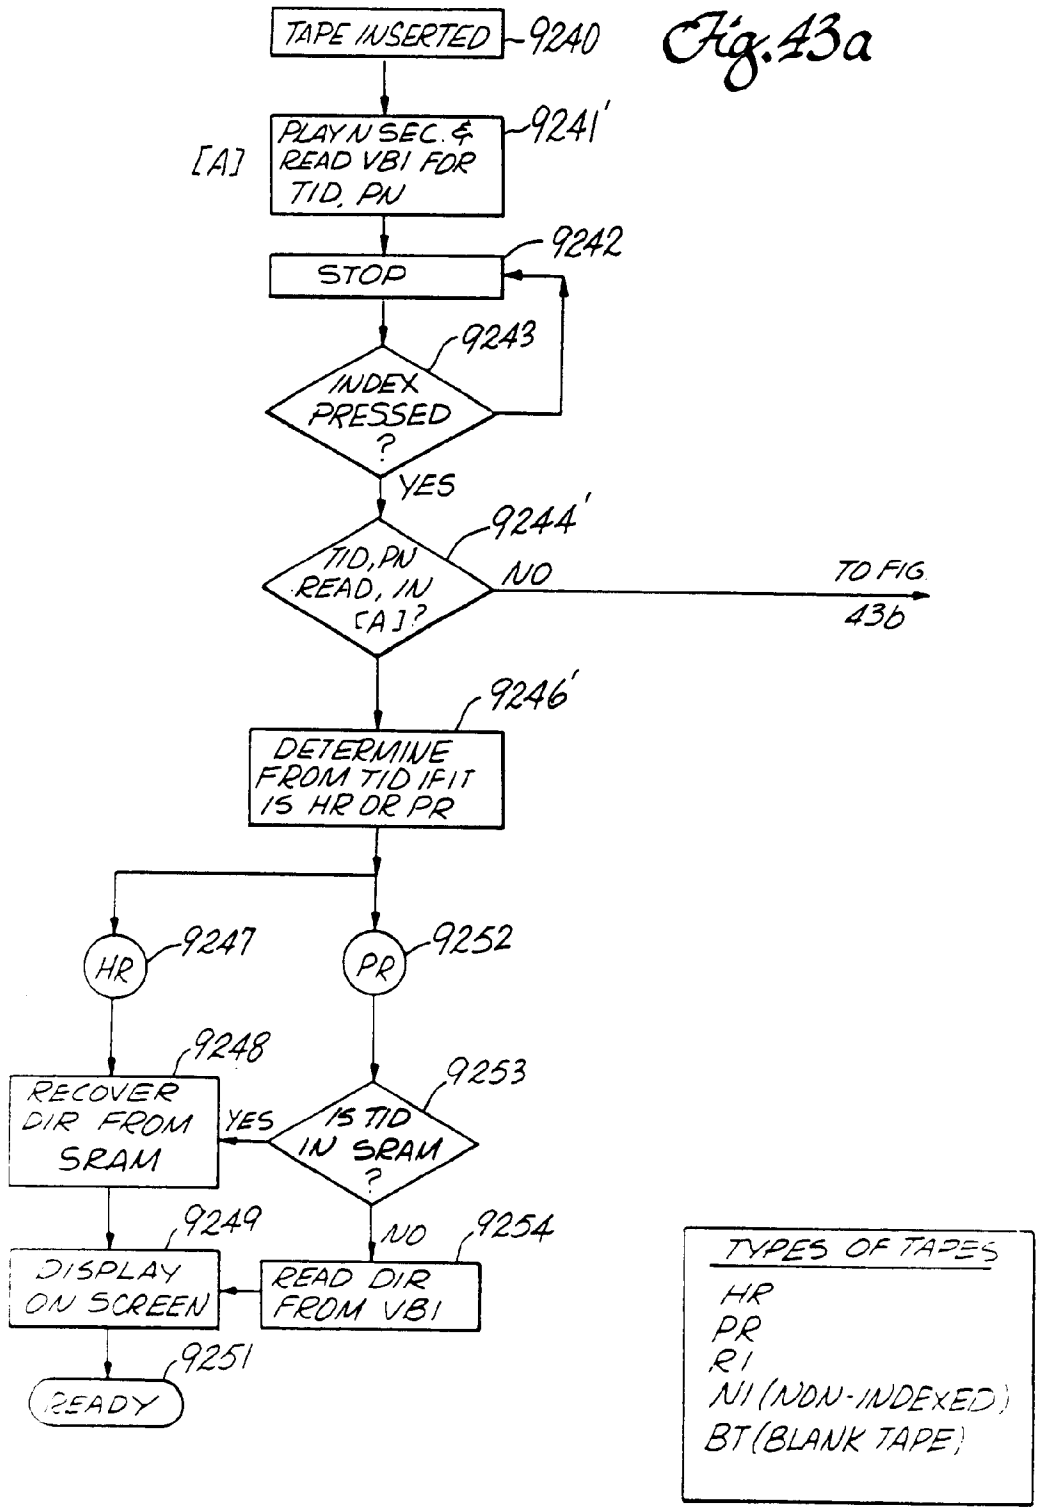 Fig. 43a
TAPE INSERTED
9240
[A]
PLAY N SEC. &
READ VBI FOR
TID, PN
9241'
STOP
9242
9243
INDEX
PRESSED
?
YES
9244'
TID, PN
READ, IN
[A]?
NO
TO FIG.
43b
9246'
DETERMINE
FROM TID IF IT
IS HR OR PR
HR
9247
PR
9252
9248
RECOVER
DIR FROM
SRAM
YES
9253
IS TID
IN SRAM
?
NO
9249
DISPLAY
ON SCREEN
9254
READ DIR
FROM VBI
9251
READY
TYPES OF TAPES
HR
PR
RI
NI (NON-INDEXED)
BT (BLANK TAPE)